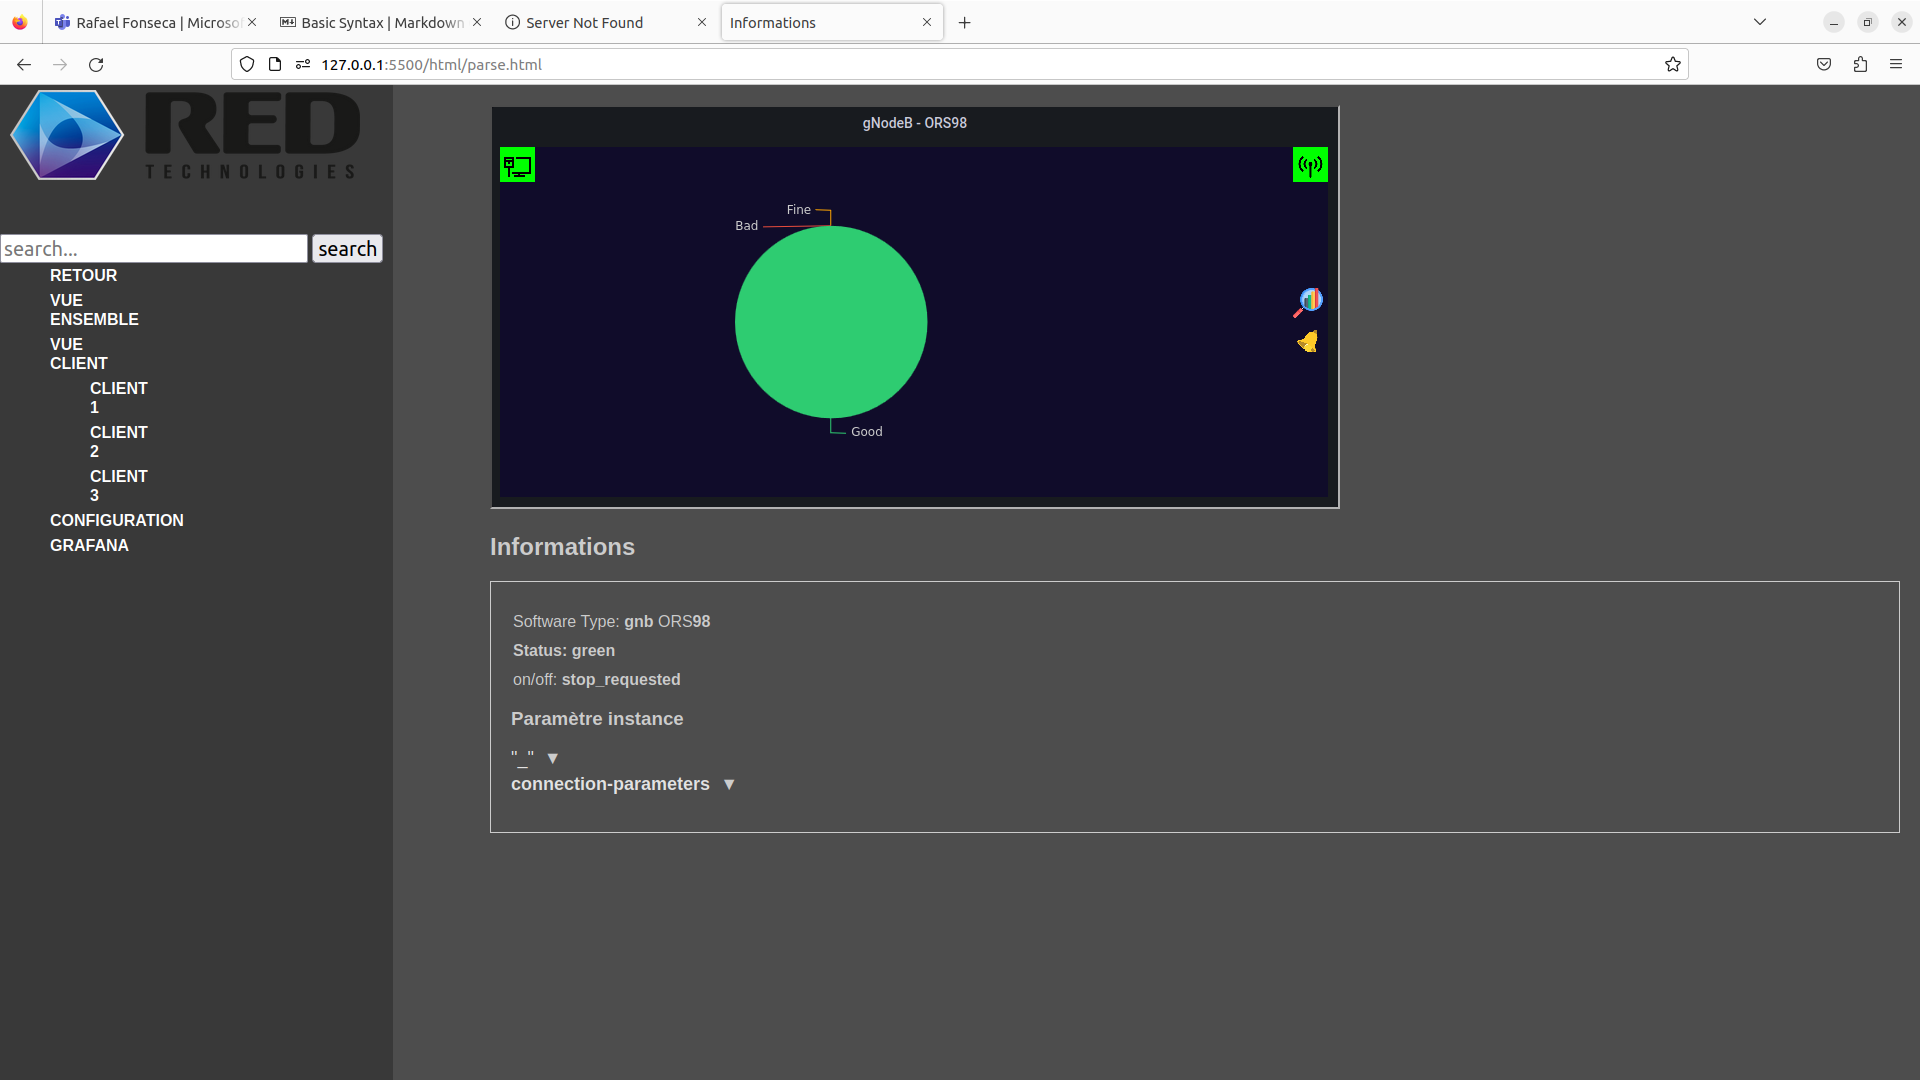 Rafael Fonseca | Microso
Basic Syntax | Markdown
Server Not Found
Informations
127.0.0.1:5500/html/parse.html
RED
TECHNOLOGIES
search...
search
RETOUR
VUE
ENSEMBLE
VUE
CLIENT
CLIENT
1
CLIENT
2
CLIENT
3
CONFIGURATION
GRAFANA
gNodeB - ORS98
Fine
Bad
Good
Informations
Software Type: gnb ORS98
Status: green
on/off: stop_requested
Paramètre instance
"_" ▼
connection-parameters ▼